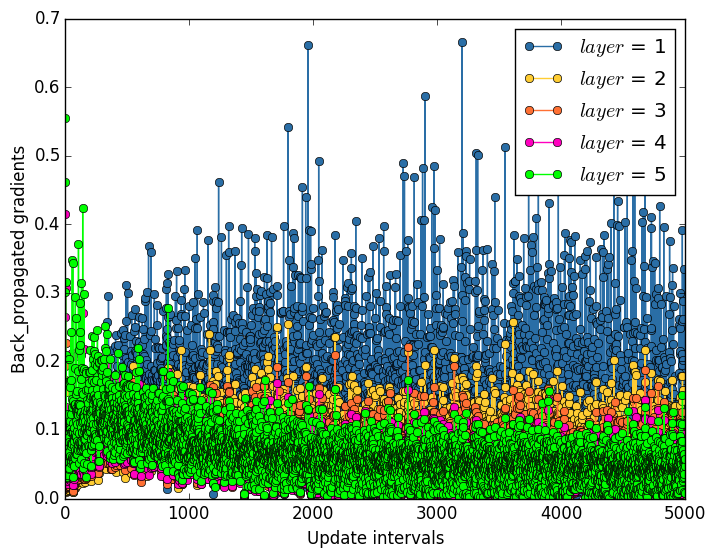 0.7
0.6
0.5
0.4
0.3
0.2
0.1
0.0
Back_propagated gradients
layer = 1
layer = 2
layer = 3
layer = 4
layer = 5
0 1000 2000 3000 4000 5000
Update intervals